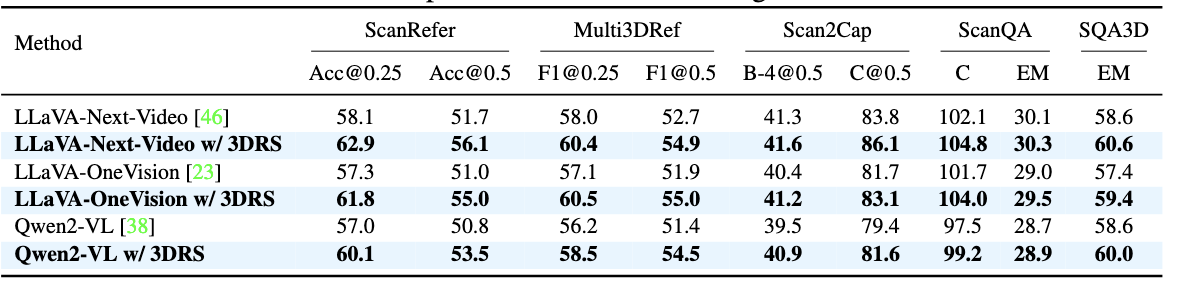 Method ScanRefer Multi3DRef Scan2Cap ScanQA SQA3D
Acc@0.25 Acc@0.5 F1@0.25 F1@0.5 B-4@0.5 C@0.5 C EM EM
LLaVA-Next-Video [46] 58.1 51.7 58.0 52.7 41.3 83.8 102.1 30.1 58.6
LLaVA-Next-Video w/ 3DRS 62.9 56.1 60.4 54.9 41.6 86.1 104.8 30.3 60.6
LLaVA-OneVision [23] 57.3 51.0 57.1 51.9 40.4 81.7 101.7 29.0 57.4
LLaVA-OneVision w/ 3DRS 61.8 55.0 60.5 55.0 41.2 83.1 104.0 29.5 59.4
Qwen2-VL [38] 57.0 50.8 56.2 51.4 39.5 79.4 97.5 28.7 58.6
Qwen2-VL w/ 3DRS 60.1 53.5 58.5 54.5 40.9 81.6 99.2 28.9 60.0